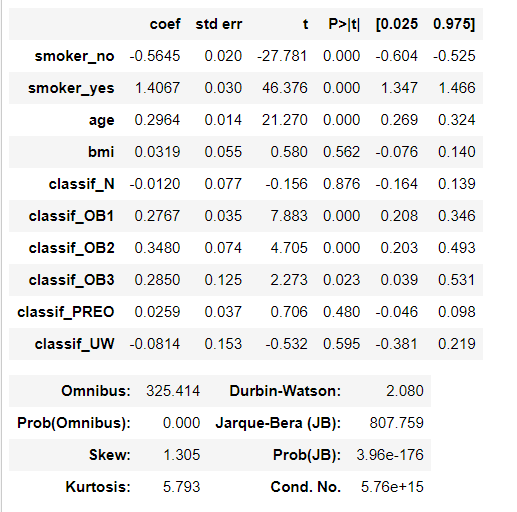 coef std err t P>|t| [0.025 0.975]
smoker_no -0.5645 0.020 -27.781 0.000 -0.604 -0.525
smoker_yes 1.4067 0.030 46.376 0.000 1.347 1.466
age 0.2964 0.014 21.270 0.000 0.269 0.324
bmi 0.0319 0.055 0.580 0.562 -0.076 0.140
classif_N -0.0120 0.077 -0.156 0.876 -0.164 0.139
classif_OB1 0.2767 0.035 7.883 0.000 0.208 0.346
classif_OB2 0.3480 0.074 4.705 0.000 0.203 0.493
classif_OB3 0.2850 0.125 2.273 0.023 0.039 0.531
classif_PREO 0.0259 0.037 0.706 0.480 -0.046 0.098
classif_UW -0.0814 0.153 -0.532 0.595 -0.381 0.219
Omnibus: 325.414 Durbin-Watson: 2.080
Prob(Omnibus): 0.000 Jarque-Bera (JB): 807.759
Skew: 1.305 Prob(JB): 3.96e-176
Kurtosis: 5.793 Cond. No. 5.76e+15